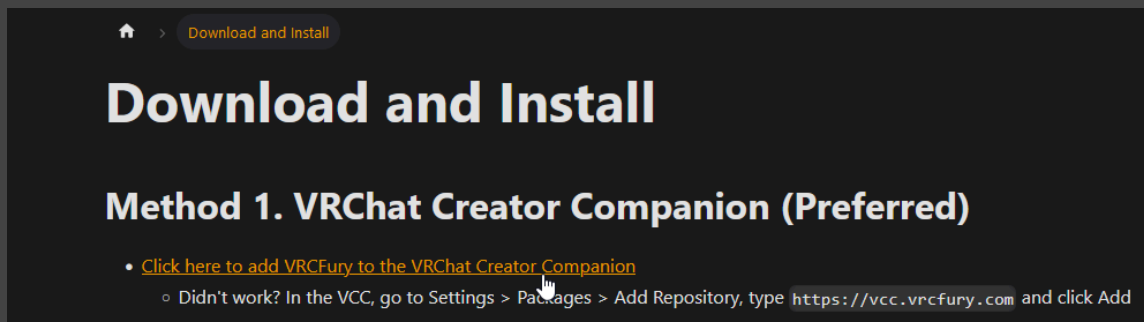 Download and Install
Download and Install
Method 1. VRChat Creator Companion (Preferred)
Click here to add VRCFury to the VRChat Creator Companion
Didn't work? In the VCC, go to Settings > Packages > Add Repository, type https://vcc.vrcfury.com and click Add